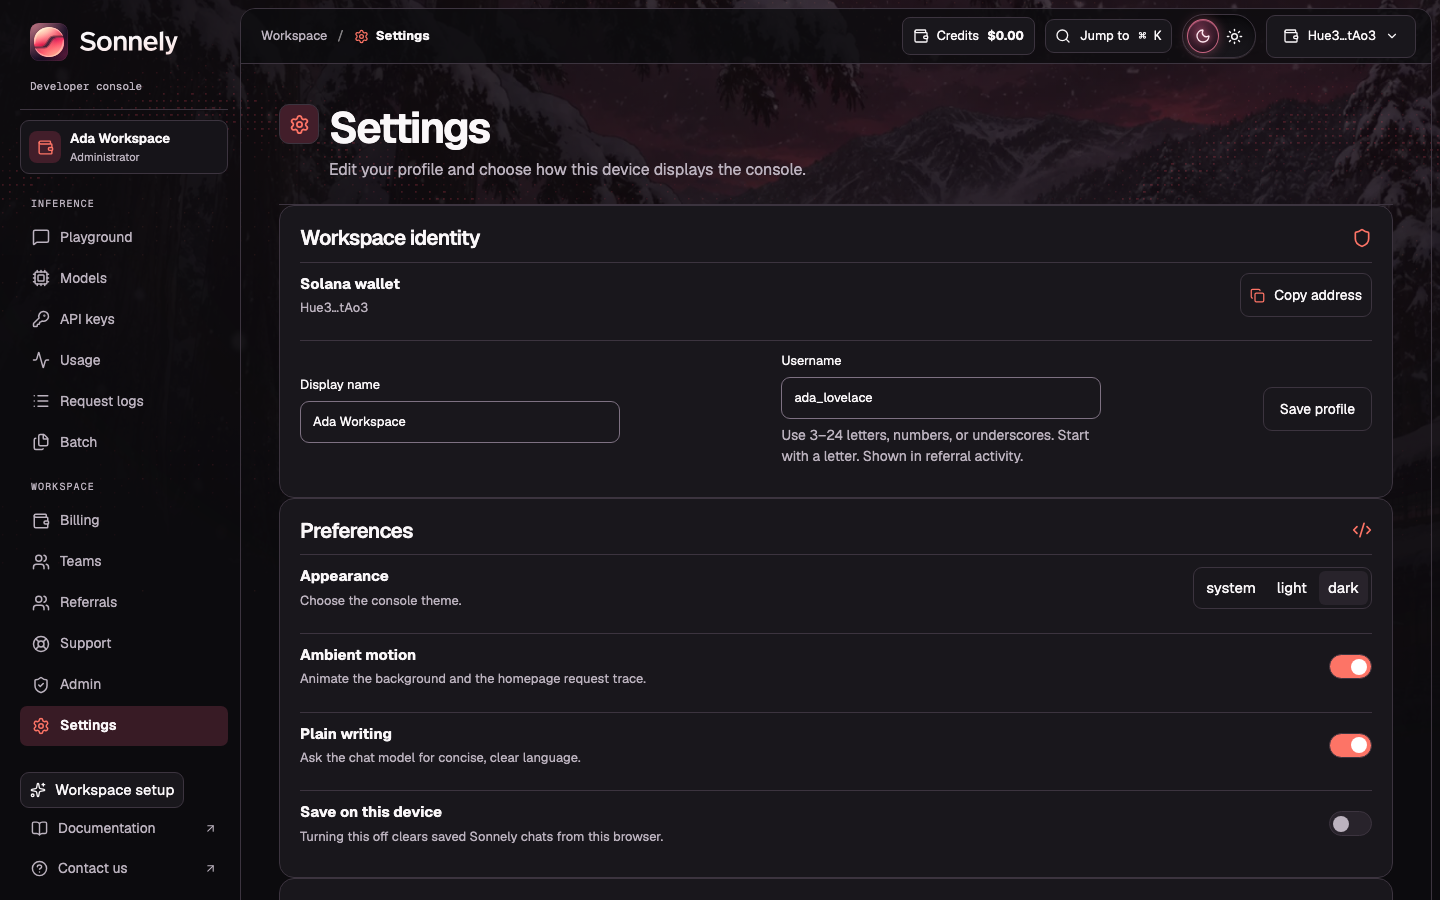 Sonnely
Developer console
Ada Workspace
Administrator
INFERENCE
Playground
Models
API keys
Usage
Request logs
Batch
WORKSPACE
Billing
Teams
Referrals
Support
Admin
Settings
Workspace setup
Documentation
Contact us
Workspace / Settings
Credits $0.00
Jump to ⌘ K
Hue3...tAo3
Settings
Edit your profile and choose how this device displays the console.
Workspace identity
Solana wallet
Hue3...tAo3
Copy address
Display name
Ada Workspace
Username
ada_lovelace
Use 3–24 letters, numbers, or underscores. Start
with a letter. Shown in referral activity.
Save profile
Preferences
Appearance
Choose the console theme.
system light dark
Ambient motion
Animate the background and the homepage request trace.
Plain writing
Ask the chat model for concise, clear language.
Save on this device
Turning this off clears saved Sonnely chats from this browser.